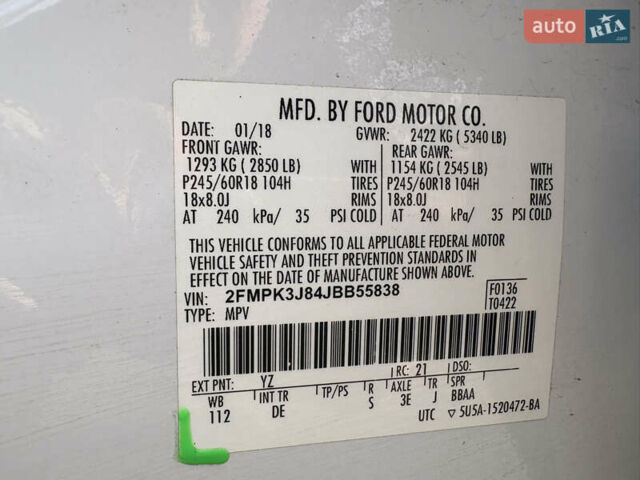 auto RIA.com
MFD. BY FORD MOTOR CO.
DATE: 01/18 GVWR: 2422 KG ( 5340 LB)
FRONT GAWR: REAR GAWR:
1293 KG ( 2850 LB) WITH 1154 KG ( 2545 LB) WITH
P245/60R18 104H TIRES P245/60R18 104H TIRES
18x8.0J RIMS 18x8.0J RIMS
AT 240 kPa/ 35 PSI COLD AT 240 kPa/ 35 PSI COLD
THIS VEHICLE CONFORMS TO ALL APPLICABLE FEDERAL MOTOR
VEHICLE SAFETY AND THEFT PREVENTION STANDARDS IN
EFFECT ON THE DATE OF MANUFACTURE SHOWN ABOVE.
VIN: 2FMPK3J84JBB55838 F0136
TYPE: MPV T0422
EXT PNT: YZ RC: 21 DSO:
WB INT TR TP/PS R AXLE TR SPR
112 DE S 3E J BBAA
UTC ▽ 5U5A-1520472-BA